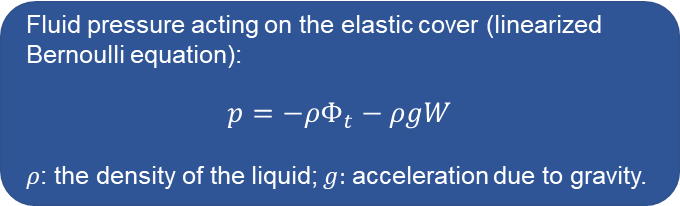 Fluid pressure acting on the elastic cover (linearized
Bernoulli equation):
𝑝 = −𝜌Φ𝑡 − 𝜌𝑔𝑊
𝜌: the density of the liquid; 𝑔: acceleration due to gravity.